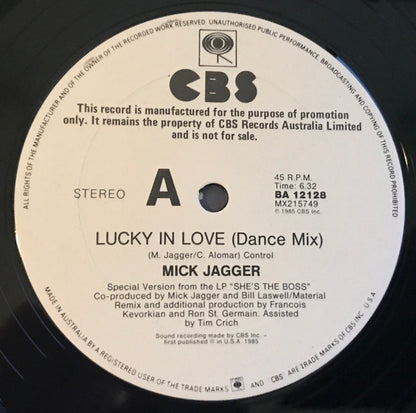 ALL RIGHTS OF THE MANUFACTURER AND OF THE OWNER OF THE RECORDED WORK RESERVED UNAUTHORISED PUBLIC PERFORMANCE, BROADCASTING AND COPYING OF THIS RECORD PROHIBITED
CBS
This record is manufactured for the purpose of promotion
only. It remains the property of CBS Records Australia Limited
and is not for sale.
STEREO
A
45 R.P.M.
Time: 6.32
BA 12128
MX215749
℗ 1985 CBS Inc.
LUCKY IN LOVE (Dance Mix)
(M. Jagger/C. Alomar) Control
MICK JAGGER
Special Version from the LP "SHE'S THE BOSS"
Co-produced by Mick Jagger and Bill Laswell/Material
Remix and additional production by Francois
Kevorkian and Ron St. Germain. Assisted
by Tim Crich
Sound recording made by CBS Inc. –
first published ℗ in U.S.A. 1985
MADE IN AUSTRALIA BY A REGISTERED USER OF THE TRADE MARKS AND CBS ARE TRADE MARKS OF CBS INC U.S.A